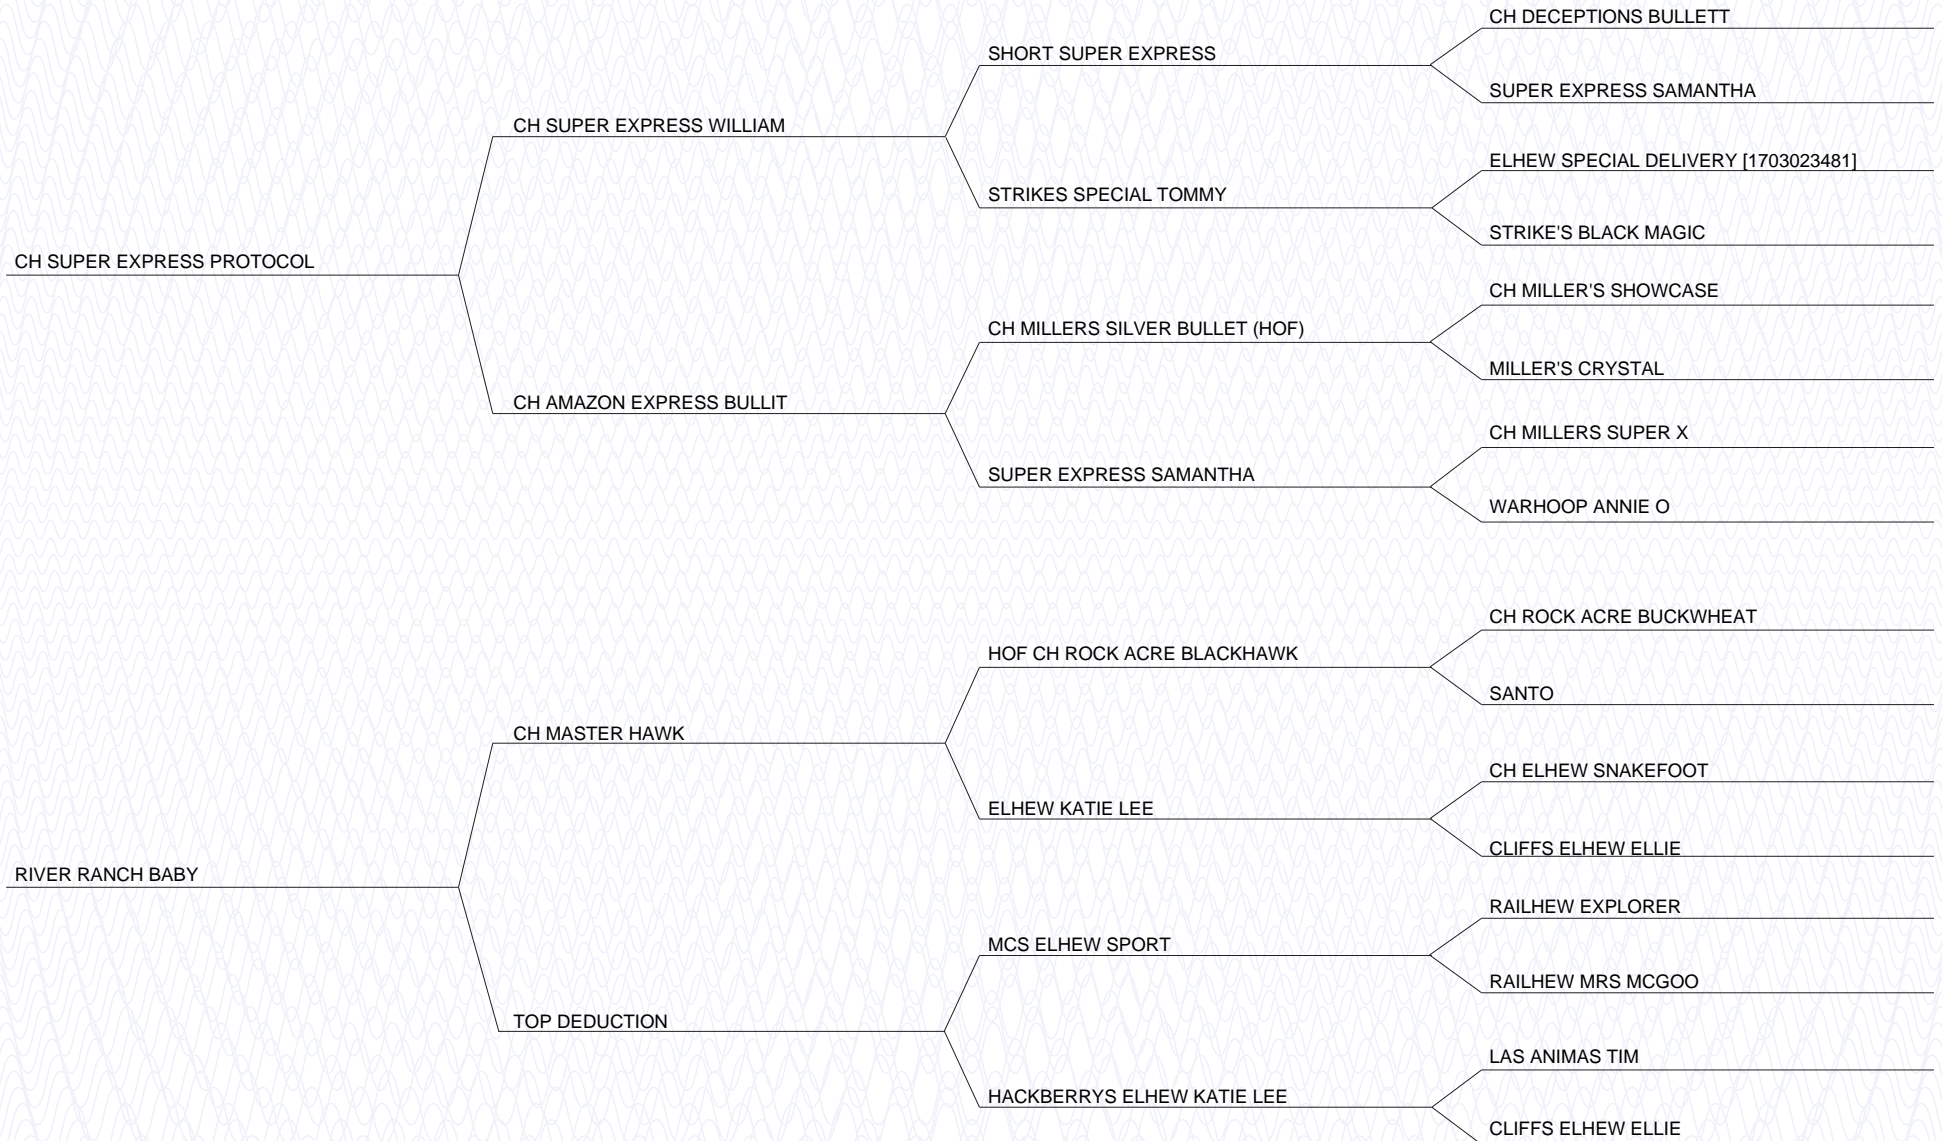 CH DECEPTIONS BULLETT
SHORT SUPER EXPRESS
SUPER EXPRESS SAMANTHA
CH SUPER EXPRESS WILLIAM
ELHEW SPECIAL DELIVERY [1703023481]
STRIKES SPECIAL TOMMY
STRIKE'S BLACK MAGIC
CH SUPER EXPRESS PROTOCOL
CH MILLER'S SHOWCASE
CH MILLERS SILVER BULLET (HOF)
MILLER'S CRYSTAL
CH AMAZON EXPRESS BULLIT
CH MILLERS SUPER X
SUPER EXPRESS SAMANTHA
WARHOOP ANNIE O
CH ROCK ACRE BUCKWHEAT
HOF CH ROCK ACRE BLACKHAWK
SANTO
CH MASTER HAWK
CH ELHEW SNAKEFOOT
ELHEW KATIE LEE
CLIFFS ELHEW ELLIE
RIVER RANCH BABY
RAILHEW EXPLORER
MCS ELHEW SPORT
RAILHEW MRS MCGOO
TOP DEDUCTION
LAS ANIMAS TIM
HACKBERRYS ELHEW KATIE LEE
CLIFFS ELHEW ELLIE